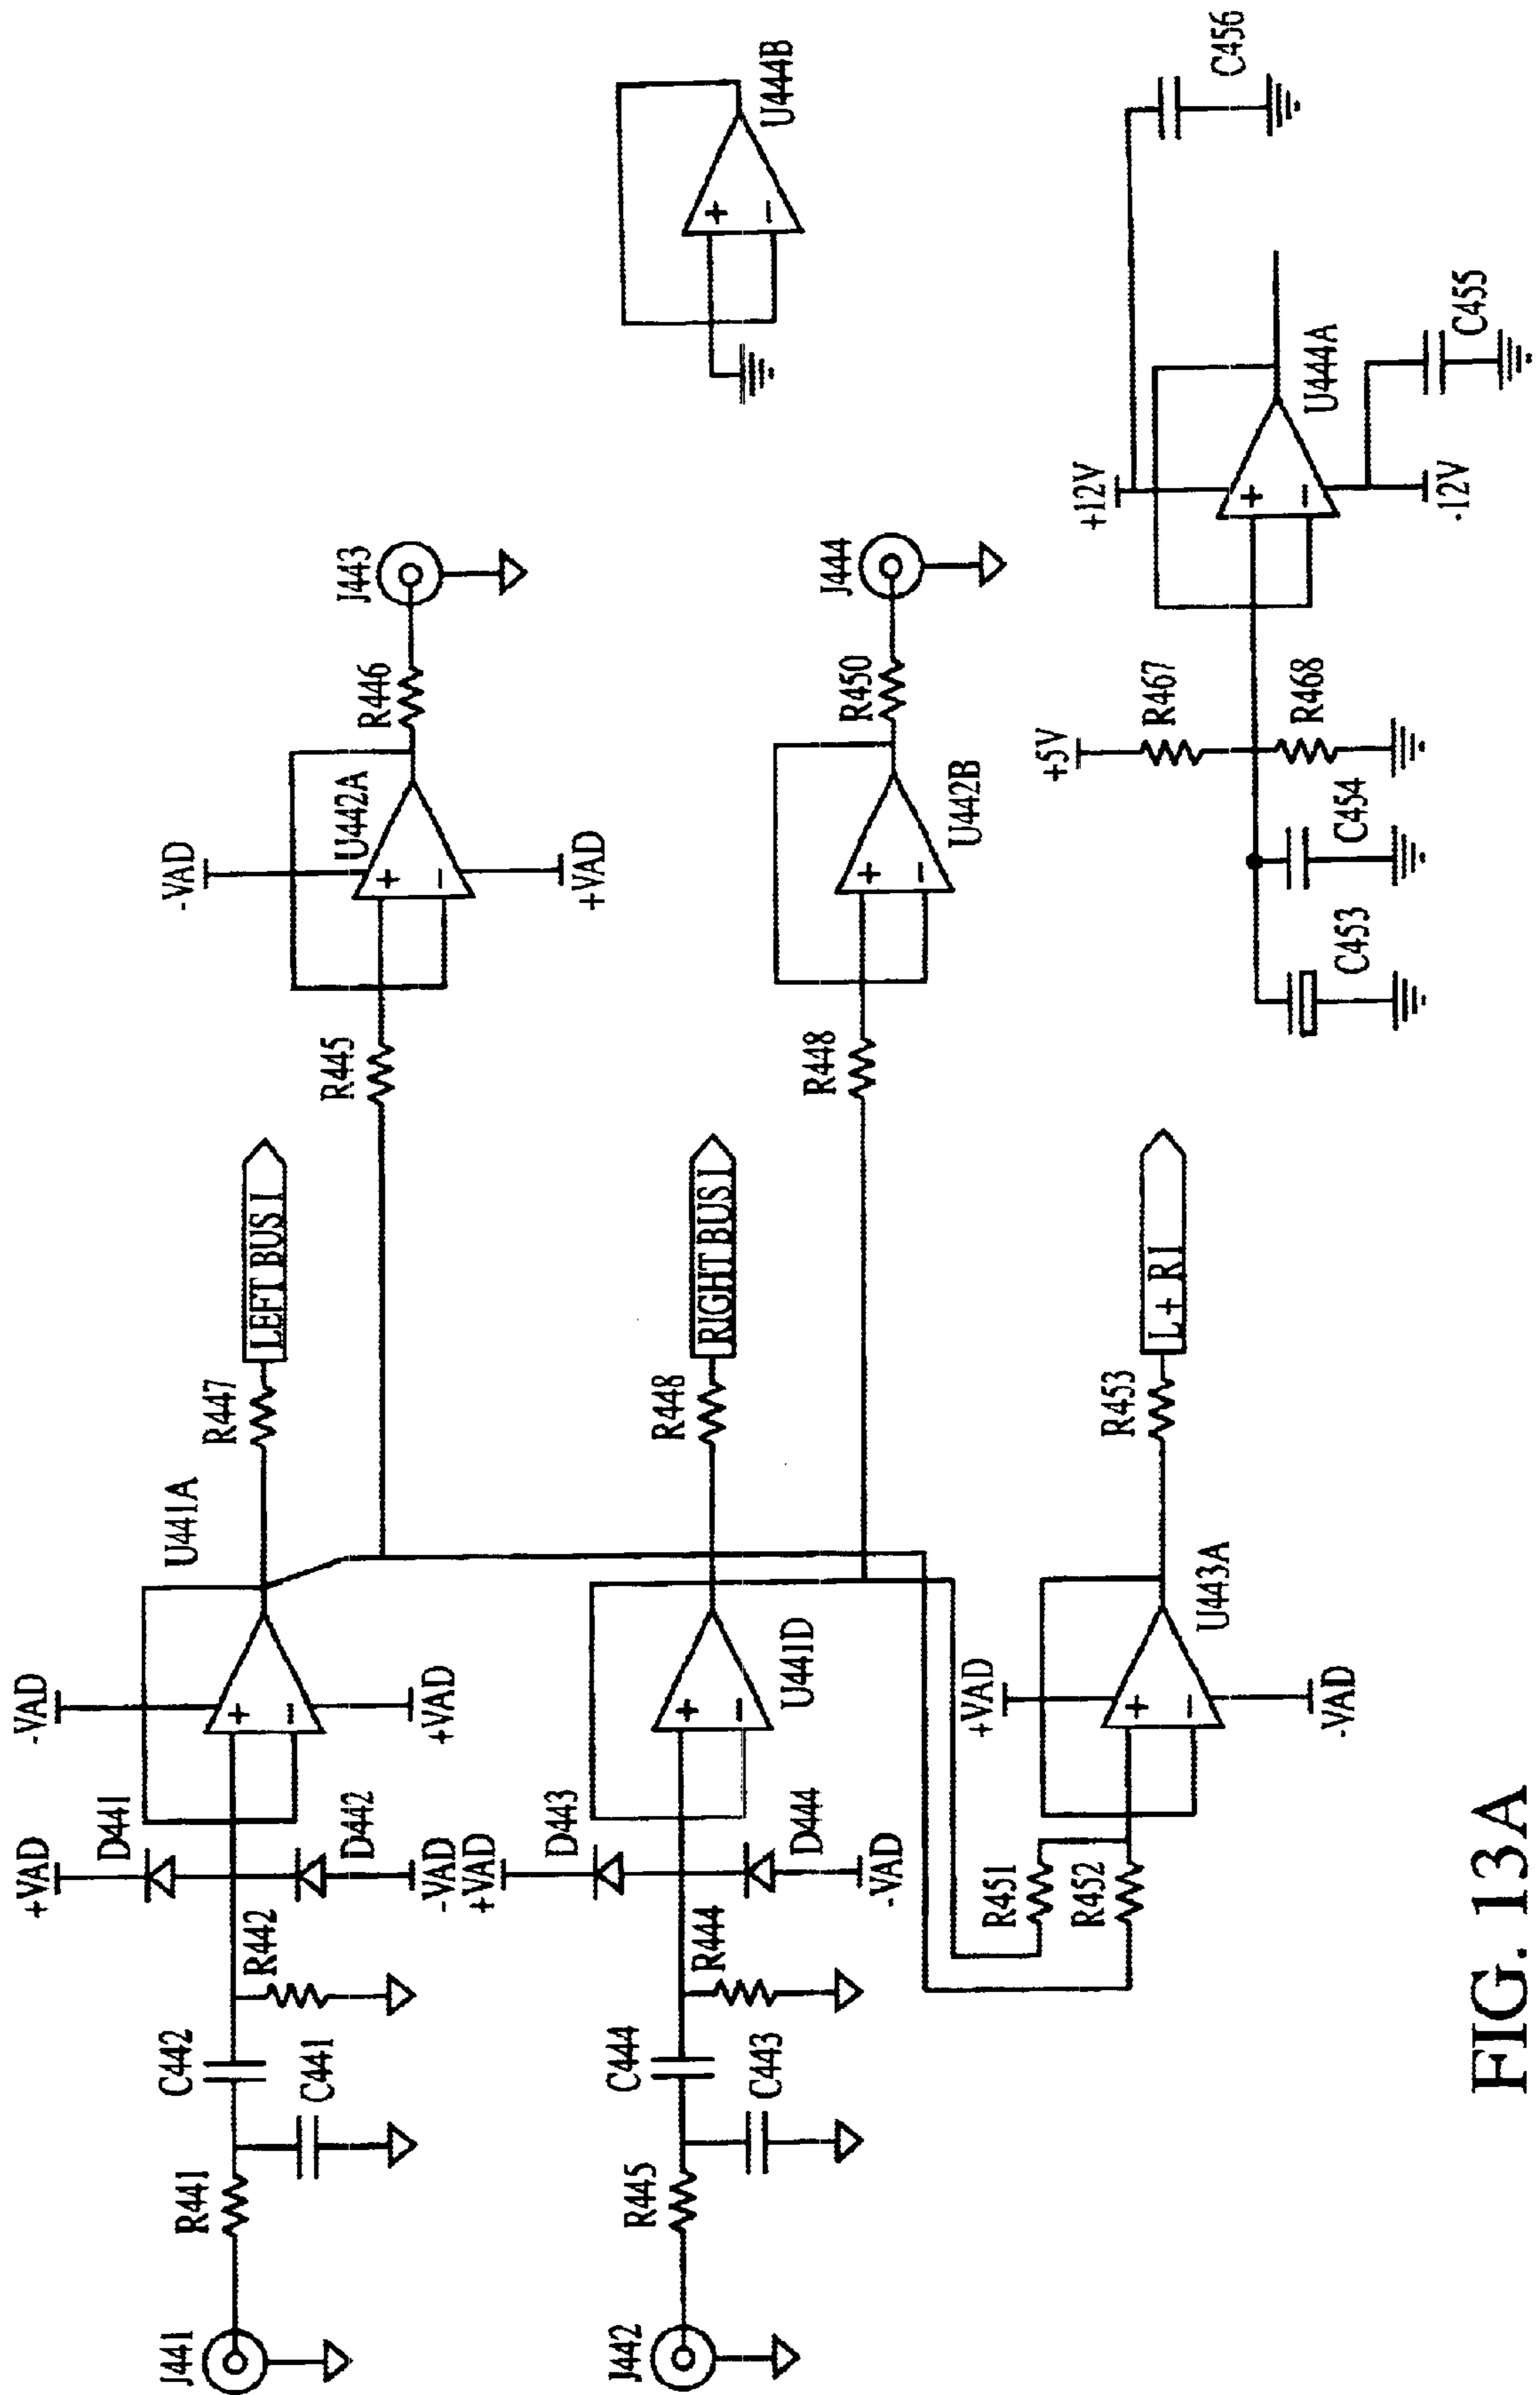 J441
R441
C442
C441
R442
+VAD
D441
D442
-VAD
-VAD
+VAD
U441A
R447
LEFT BUS I
R445
-VAD
U442A
+VAD
R446
J443
J442
R445
C444
C443
R444
+VAD
D443
D444
-VAD
U441D
R448
RIGHT BUS I
R448
U442B
R450
J444
U444B
R451
R452
+VAD
-VAD
U443A
R453
L + R I
C453
C454
+5V
R467
R468
+12V
-12V
U444A
C455
C456
FIG. 13A